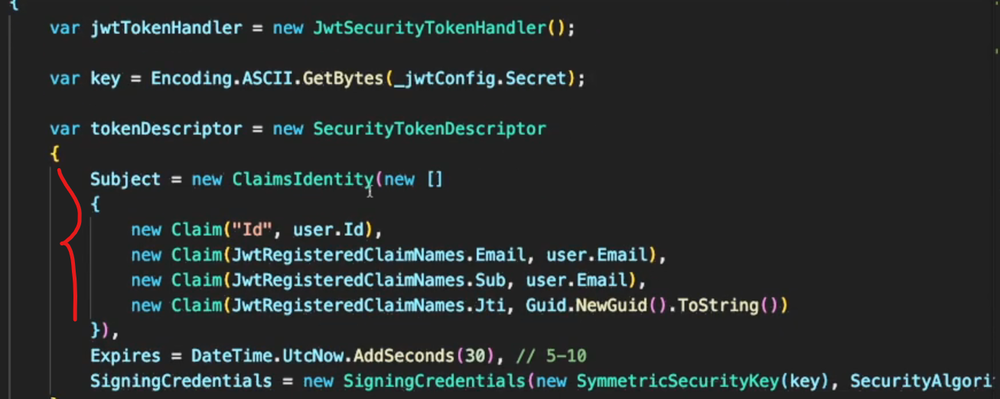 {
var jwtTokenHandler = new JwtSecurityTokenHandler();
var key = Encoding.ASCII.GetBytes(_jwtConfig.Secret);
var tokenDescriptor = new SecurityTokenDescriptor
{
Subject = new ClaimsIdentity(new []
{
new Claim("Id", user.Id),
new Claim(JwtRegisteredClaimNames.Email, user.Email),
new Claim(JwtRegisteredClaimNames.Sub, user.Email),
new Claim(JwtRegisteredClaimNames.Jti, Guid.NewGuid().ToString())
}),
Expires = DateTime.UtcNow.AddSeconds(30), // 5-10
SigningCredentials = new SigningCredentials(new SymmetricSecurityKey(key), SecurityAlgori